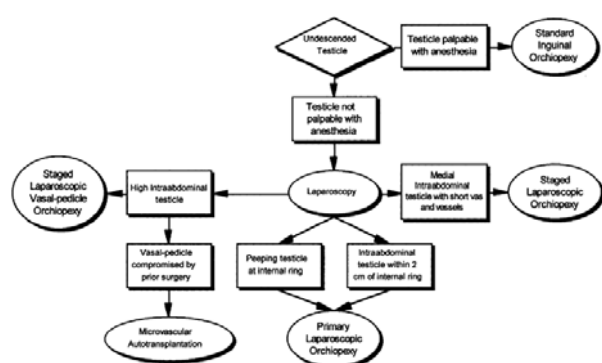 Undescended
Testicle
Testicle palpable
with anesthesia
Standard
Inguinal
Orchiopexy
Testicle not
palpable with
anesthesia
Staged
Laparoscopic
Vasal-pedicle
Orchiopexy
High Intraabdominal
testicle
Laparoscopy
Medial
Intraabdominal
testicle with short vas
and vessels
Staged
Laparoscopic
Orchiopexy
Vasal-pedicle
compromised by
prior surgery
Peeping testicle
at internal ring
Intraabdominal
testicle within 2
cm of internal ring
Microvascular
Autotransplantation
Primary
Laparoscopic
Orchiopexy